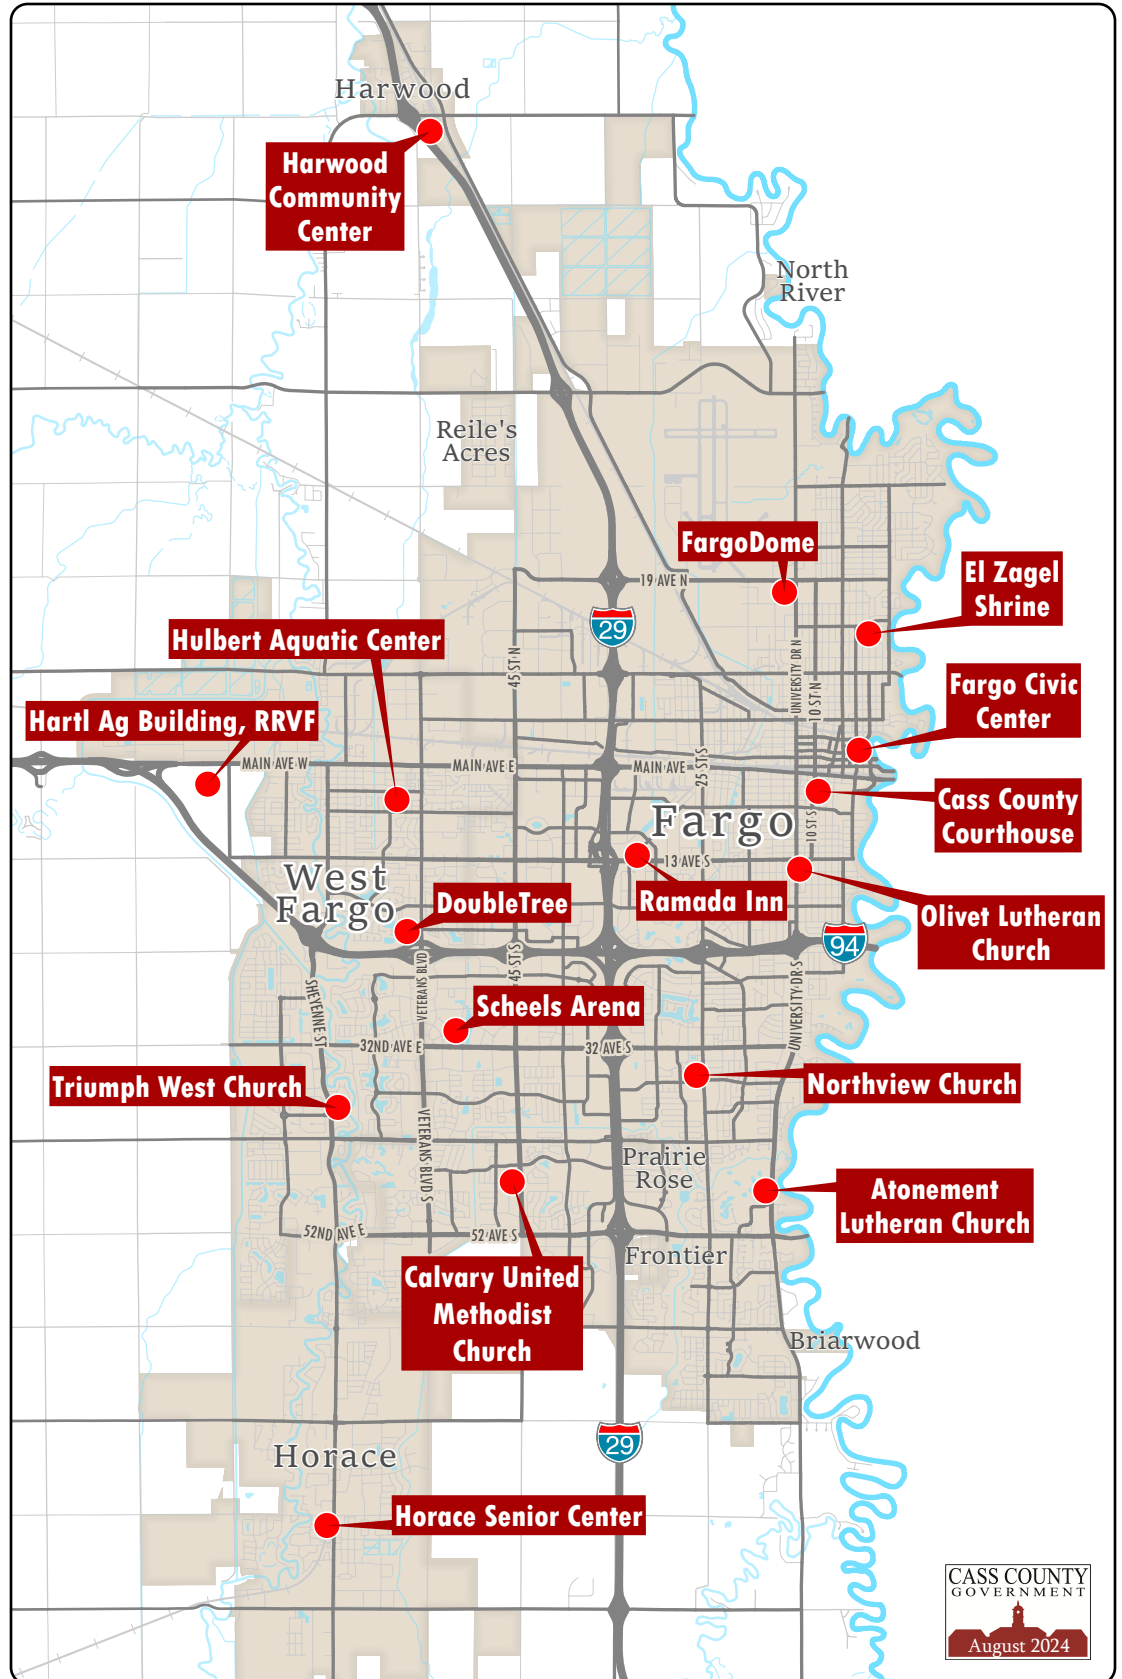 Harwood
Harwood
Community
Center
North
River
Reile's
Acres
FargoDome
El Zagel
Shrine
19 AVE N
29
Hulbert Aquatic Center
45 ST N
UNIVERSITY DR N
10 ST N
Fargo Civic
Center
Hartl Ag Building, RRVF
MAIN AVE W
MAIN AVE E
MAIN AVE
25 ST S
Cass County
Courthouse
Fargo
10 ST S
13 AVE S
West
Fargo
DoubleTree
Ramada Inn
Olivet Lutheran
Church
94
SHEYENNE ST
VETERANS BLVD
45 ST S
UNIVERSITY DR S
Scheels Arena
32ND AVE E
32 AVE S
Triumph West Church
Northview Church
VETERANS BLVD S
Prairie
Rose
Atonement
Lutheran Church
52ND AVE E
52 AVE S
Frontier
Calvary United
Methodist
Church
Briarwood
29
Horace
Horace Senior Center
CASS COUNTY
GOVERNMENT
August 2024